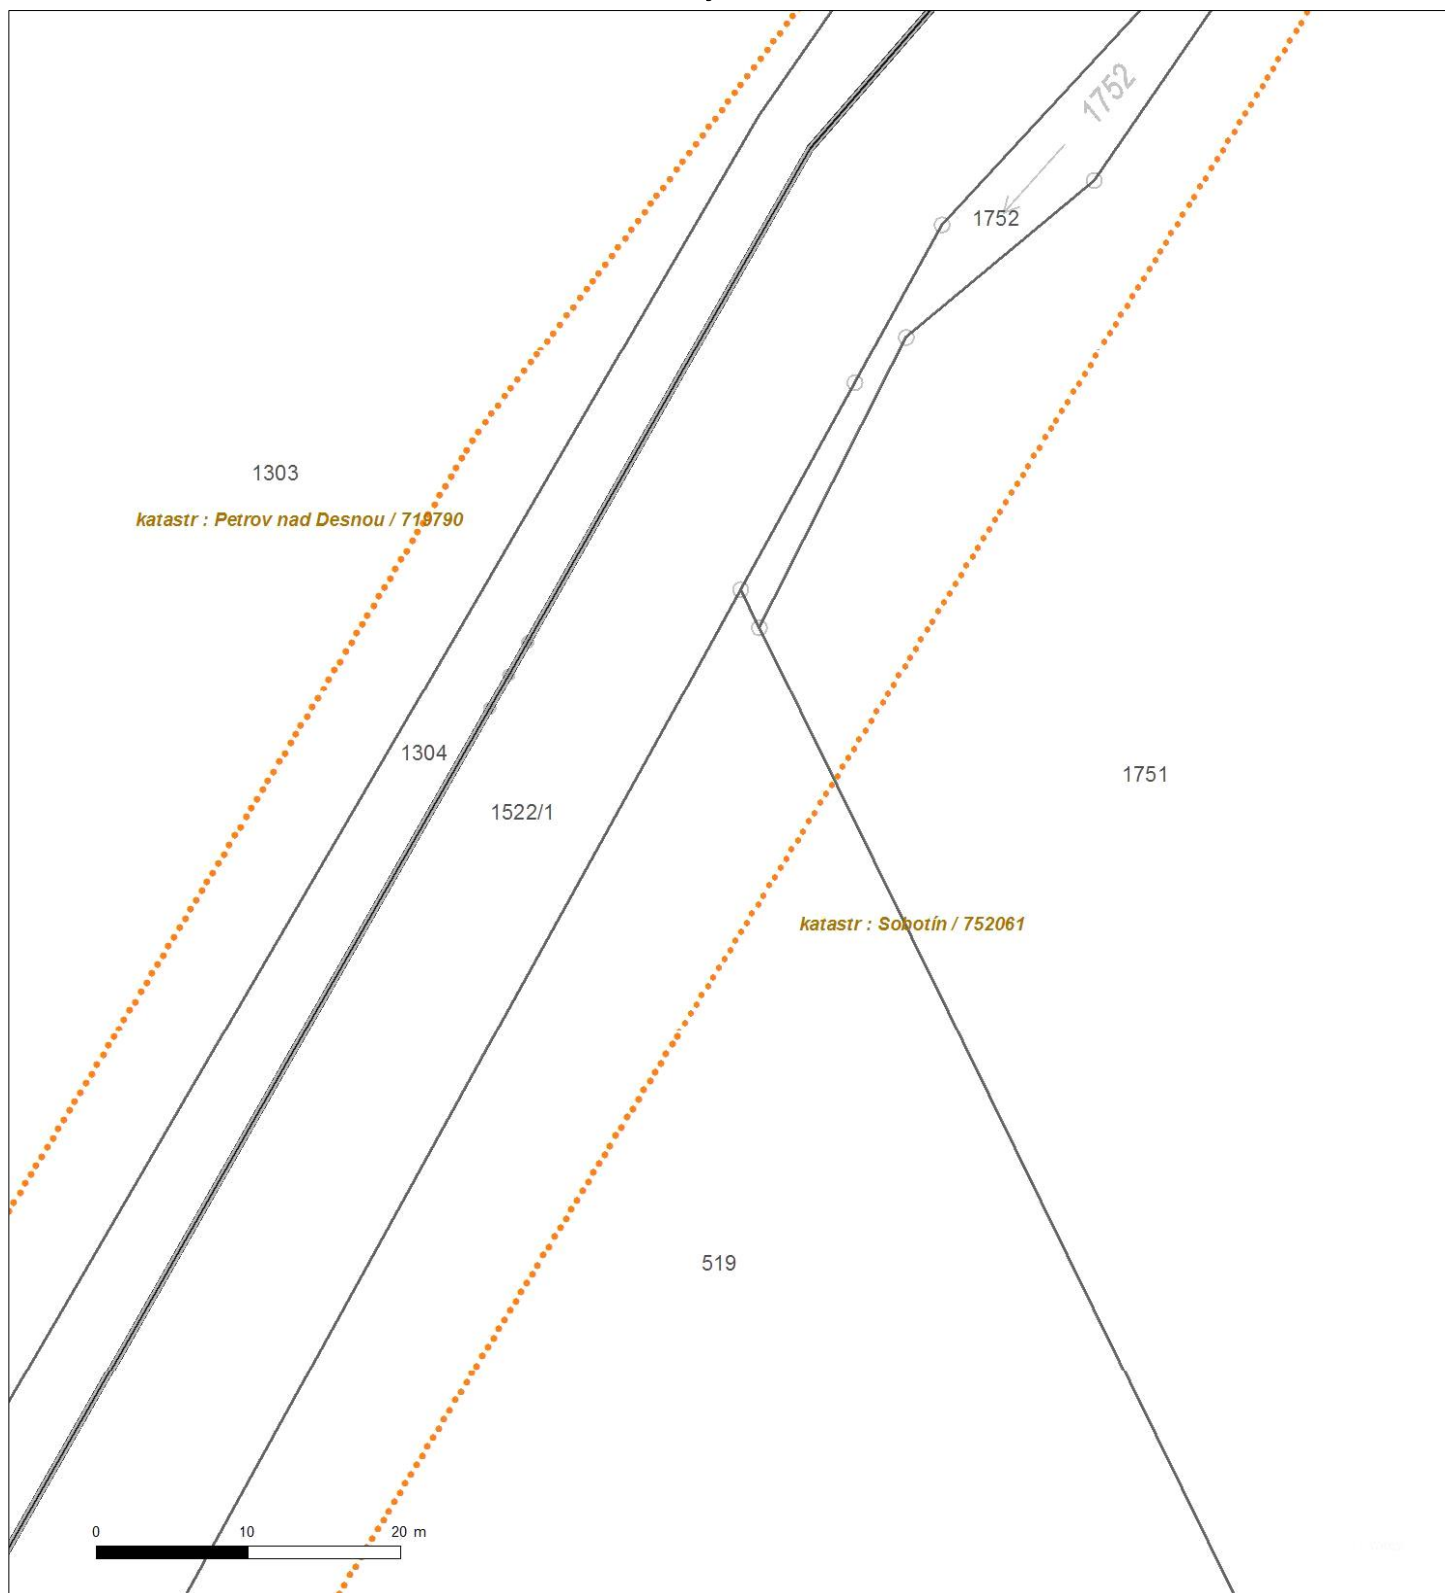 1752
1752
1303
katastr : Petrov nad Desnou / 719790
1304
1751
1522/1
katastr : Sobotín / 752061
519
0 10 20 m